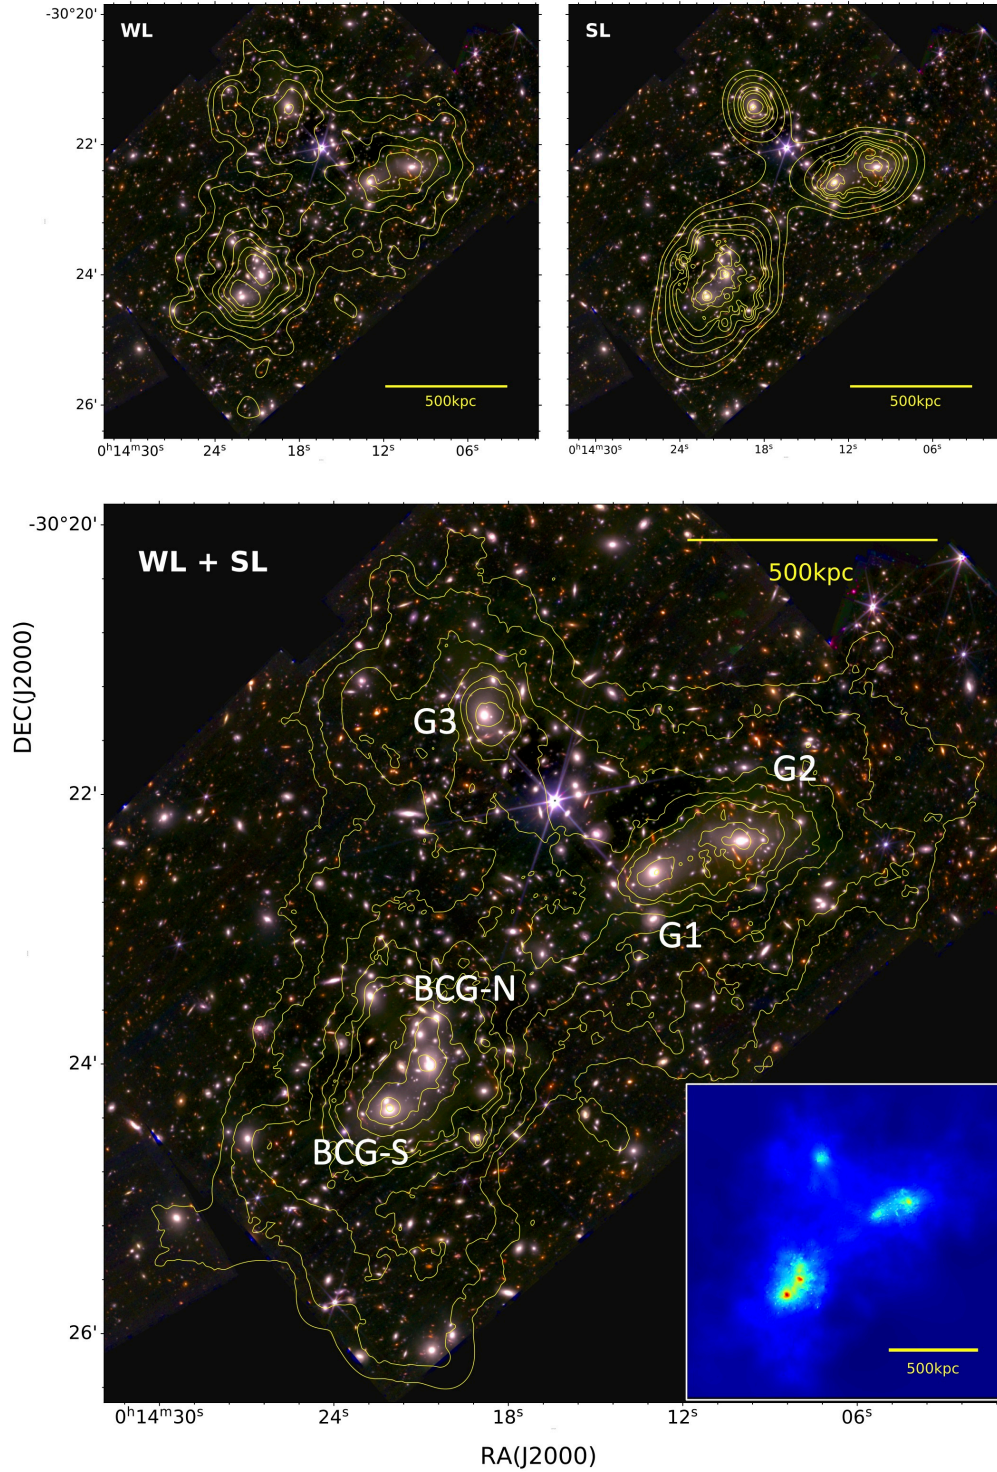 WL
SL
-30°20'
22'
24'
26'
500kpc
500kpc
0ʰ14ᵐ30ˢ 24ˢ 18ˢ 12ˢ 06ˢ
0ʰ14ᵐ30ˢ 24ˢ 18ˢ 12ˢ 06ˢ
-30°20'
WL + SL
500kpc
G3
G2
22'
G1
BCG-N
24'
BCG-S
26'
500kpc
DEC(J2000)
0ʰ14ᵐ30ˢ 24ˢ 18ˢ 12ˢ 06ˢ
RA(J2000)